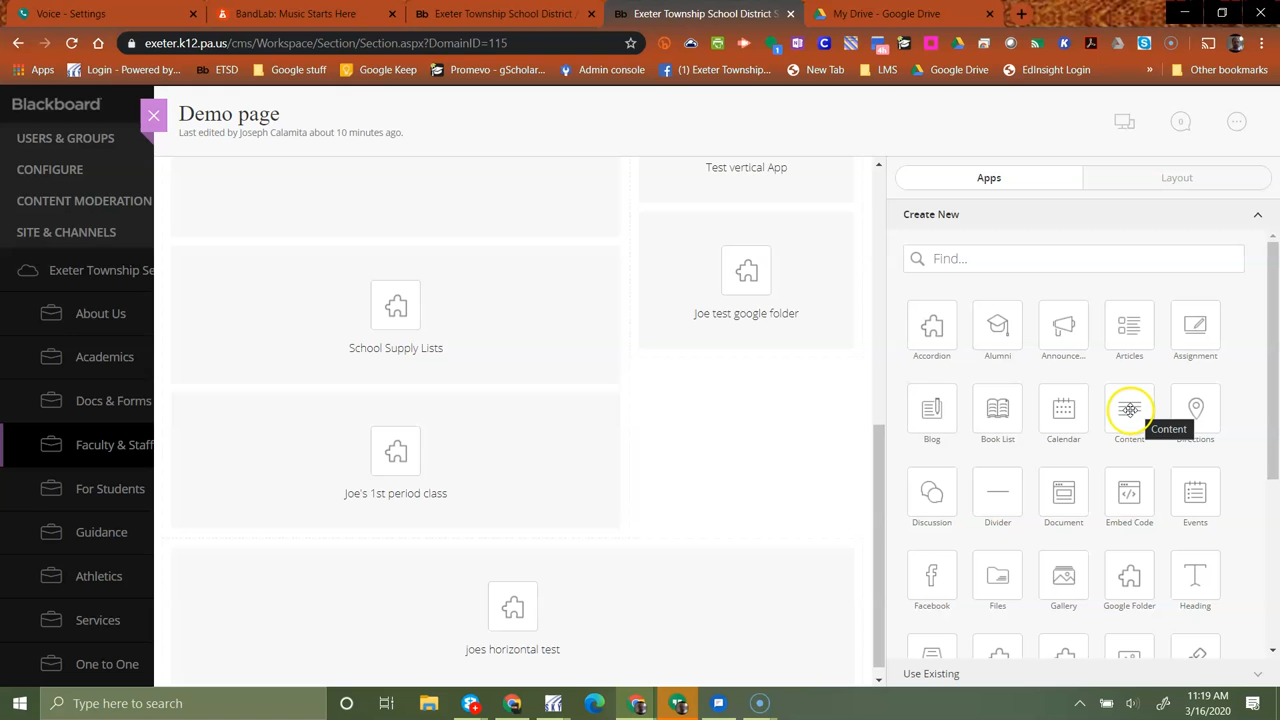 Voice - Settings
BandLab: Music Starts Here
Bb Exeter Township School District /
Bb Exeter Township School District S
My Drive - Google Drive
exeter.k12.pa.us/cms/Workspace/Section/Section.aspx?DomainID=115
Apps
Login - Powered by...
Bb ETSD
Google stuff
Google Keep
Promevo - gScholar...
Admin console
(1) Exeter Township...
New Tab
LMS
Google Drive
EdInsight Login
Other bookmarks
Blackboard
USERS & GROUPS
CONFIGURE
CONTENT MODERATION
SITE & CHANNELS
Exeter Township Se
About Us
Academics
Docs & Forms
Faculty & Staff
For Students
Guidance
Athletics
Services
One to One
Demo page
Last edited by Joseph Calamita about 10 minutes ago.
0
Test vertical App
Joe test google folder
School Supply Lists
Joe's 1st period class
joes horizontal test
Apps
Layout
Create New
Find...
Accordion
Alumni
Announce...
Articles
Assignment
Blog
Book List
Calendar
Content
Directions
Content
Discussion
Divider
Document
Embed Code
Events
Facebook
Files
Gallery
Google Folder
Heading
Use Existing
Type here to search
11:19 AM
3/16/2020